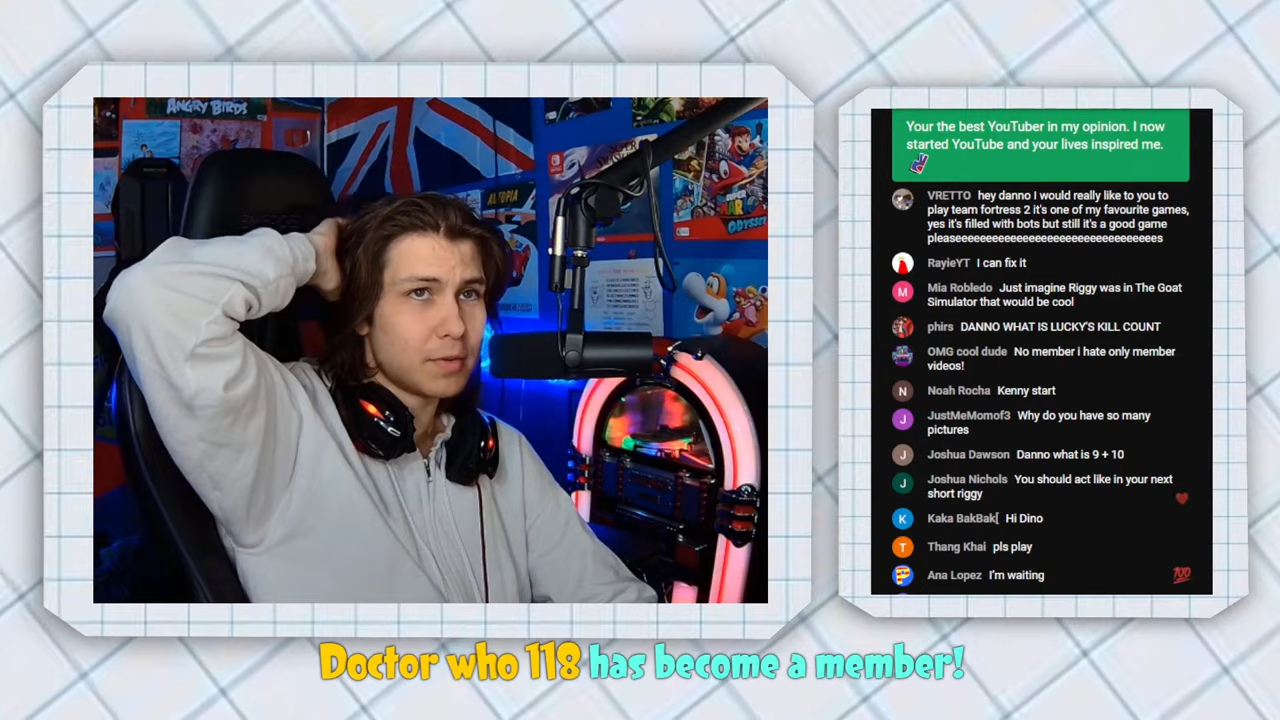 ANGRY BIRDS
SUPER
SMASH
MAR
ODYSSEY
Your the best YouTuber in my opinion. I now
started YouTube and your lives inspired me.
VRETTO hey danno I would really like to you to
play team fortress 2 it's one of my favourite games,
yes it's filled with bots but still it's a good game
pleaseeeeeeeeeeeeeeeeeeeeeeeeeeeeeeees
RayieYT I can fix it
M Mia Robledo Just imagine Riggy was in The Goat
Simulator that would be cool
phirs DANNO WHAT IS LUCKY'S KILL COUNT
OMG cool dude No member i hate only member
videos!
N Noah Rocha Kenny start
J JustMeMomof3 Why do you have so many
pictures
J Joshua Dawson Danno what is 9 + 10
J Joshua Nichols You should act like in your next
short riggy
K Kaka BakBak[ Hi Dino
T Thang Khai pls play
Ana Lopez I'm waiting
100
Doctor who 118 has become a member!